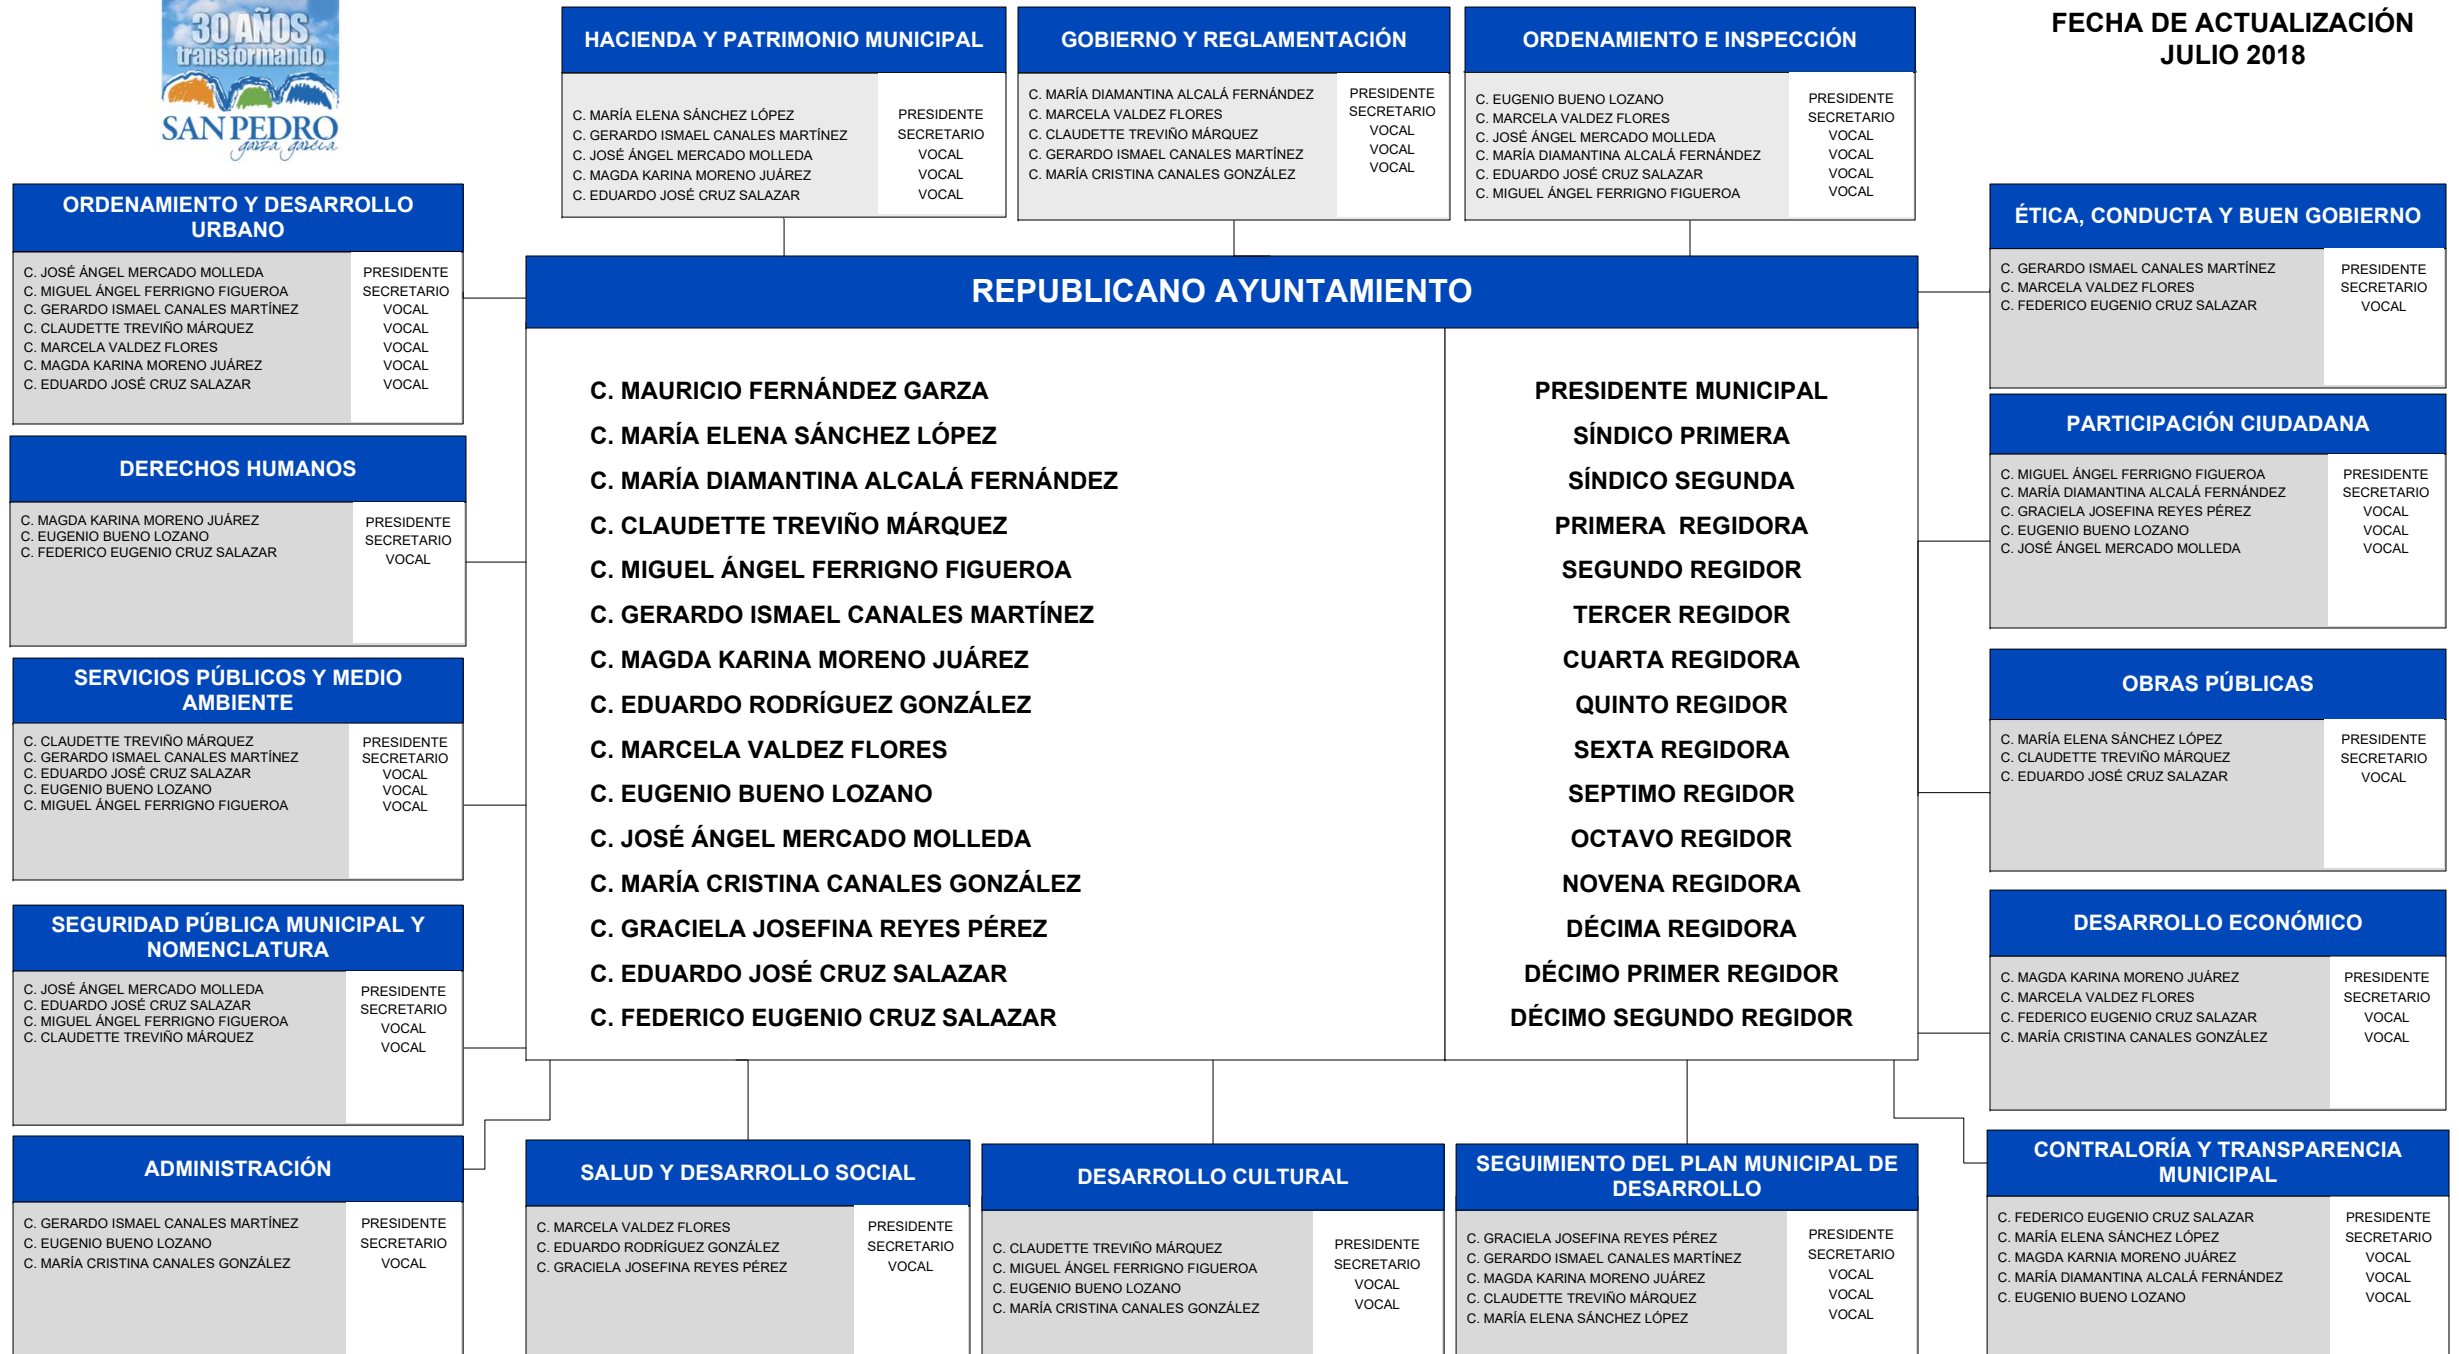 30 AÑOS
transformando
SAN PEDRO
garza garcía
FECHA DE ACTUALIZACIÓN
JULIO 2018
HACIENDA Y PATRIMONIO MUNICIPAL
C. MARÍA ELENA SÁNCHEZ LÓPEZ PRESIDENTE
C. GERARDO ISMAEL CANALES MARTÍNEZ SECRETARIO
C. JOSÉ ÁNGEL MERCADO MOLLEDA VOCAL
C. MAGDA KARINA MORENO JUÁREZ VOCAL
C. EDUARDO JOSÉ CRUZ SALAZAR VOCAL
GOBIERNO Y REGLAMENTACIÓN
C. MARÍA DIAMANTINA ALCALÁ FERNÁNDEZ PRESIDENTE
C. MARCELA VALDEZ FLORES SECRETARIO
C. CLAUDETTE TREVIÑO MÁRQUEZ VOCAL
C. GERARDO ISMAEL CANALES MARTÍNEZ VOCAL
C. MARÍA CRISTINA CANALES GONZÁLEZ VOCAL
ORDENAMIENTO E INSPECCIÓN
C. EUGENIO BUENO LOZANO PRESIDENTE
C. MARCELA VALDEZ FLORES SECRETARIO
C. JOSÉ ÁNGEL MERCADO MOLLEDA VOCAL
C. MARÍA DIAMANTINA ALCALÁ FERNÁNDEZ VOCAL
C. EDUARDO JOSÉ CRUZ SALAZAR VOCAL
C. MIGUEL ÁNGEL FERRIGNO FIGUEROA VOCAL
ORDENAMIENTO Y DESARROLLO
URBANO
C. JOSÉ ÁNGEL MERCADO MOLLEDA PRESIDENTE
C. MIGUEL ÁNGEL FERRIGNO FIGUEROA SECRETARIO
C. GERARDO ISMAEL CANALES MARTÍNEZ VOCAL
C. CLAUDETTE TREVIÑO MÁRQUEZ VOCAL
C. MARCELA VALDEZ FLORES VOCAL
C. MAGDA KARINA MORENO JUÁREZ VOCAL
C. EDUARDO JOSÉ CRUZ SALAZAR VOCAL
DERECHOS HUMANOS
C. MAGDA KARINA MORENO JUÁREZ PRESIDENTE
C. EUGENIO BUENO LOZANO SECRETARIO
C. FEDERICO EUGENIO CRUZ SALAZAR VOCAL
SERVICIOS PÚBLICOS Y MEDIO
AMBIENTE
C. CLAUDETTE TREVIÑO MÁRQUEZ PRESIDENTE
C. GERARDO ISMAEL CANALES MARTÍNEZ SECRETARIO
C. EDUARDO JOSÉ CRUZ SALAZAR VOCAL
C. EUGENIO BUENO LOZANO VOCAL
C. MIGUEL ÁNGEL FERRIGNO FIGUEROA VOCAL
SEGURIDAD PÚBLICA MUNICIPAL Y
NOMENCLATURA
C. JOSÉ ÁNGEL MERCADO MOLLEDA PRESIDENTE
C. EDUARDO JOSÉ CRUZ SALAZAR SECRETARIO
C. MIGUEL ÁNGEL FERRIGNO FIGUEROA VOCAL
C. CLAUDETTE TREVIÑO MÁRQUEZ VOCAL
REPUBLICANO AYUNTAMIENTO
C. MAURICIO FERNÁNDEZ GARZA PRESIDENTE MUNICIPAL
C. MARÍA ELENA SÁNCHEZ LÓPEZ SÍNDICO PRIMERA
C. MARÍA DIAMANTINA ALCALÁ FERNÁNDEZ SÍNDICO SEGUNDA
C. CLAUDETTE TREVIÑO MÁRQUEZ PRIMERA REGIDORA
C. MIGUEL ÁNGEL FERRIGNO FIGUEROA SEGUNDO REGIDOR
C. GERARDO ISMAEL CANALES MARTÍNEZ TERCER REGIDOR
C. MAGDA KARINA MORENO JUÁREZ CUARTA REGIDORA
C. EDUARDO RODRÍGUEZ GONZÁLEZ QUINTO REGIDOR
C. MARCELA VALDEZ FLORES SEXTA REGIDORA
C. EUGENIO BUENO LOZANO SEPTIMO REGIDOR
C. JOSÉ ÁNGEL MERCADO MOLLEDA OCTAVO REGIDOR
C. MARÍA CRISTINA CANALES GONZÁLEZ NOVENA REGIDORA
C. GRACIELA JOSEFINA REYES PÉREZ DÉCIMA REGIDORA
C. EDUARDO JOSÉ CRUZ SALAZAR DÉCIMO PRIMER REGIDOR
C. FEDERICO EUGENIO CRUZ SALAZAR DÉCIMO SEGUNDO REGIDOR
ÉTICA, CONDUCTA Y BUEN GOBIERNO
C. GERARDO ISMAEL CANALES MARTÍNEZ PRESIDENTE
C. MARCELA VALDEZ FLORES SECRETARIO
C. FEDERICO EUGENIO CRUZ SALAZAR VOCAL
PARTICIPACIÓN CIUDADANA
C. MIGUEL ÁNGEL FERRIGNO FIGUEROA PRESIDENTE
C. MARÍA DIAMANTINA ALCALÁ FERNÁNDEZ SECRETARIO
C. GRACIELA JOSEFINA REYES PÉREZ VOCAL
C. EUGENIO BUENO LOZANO VOCAL
C. JOSÉ ÁNGEL MERCADO MOLLEDA VOCAL
OBRAS PÚBLICAS
C. MARÍA ELENA SÁNCHEZ LÓPEZ PRESIDENTE
C. CLAUDETTE TREVIÑO MÁRQUEZ SECRETARIO
C. EDUARDO JOSÉ CRUZ SALAZAR VOCAL
DESARROLLO ECONÓMICO
C. MAGDA KARINA MORENO JUÁREZ PRESIDENTE
C. MARCELA VALDEZ FLORES SECRETARIO
C. FEDERICO EUGENIO CRUZ SALAZAR VOCAL
C. MARÍA CRISTINA CANALES GONZÁLEZ VOCAL
ADMINISTRACIÓN
C. GERARDO ISMAEL CANALES MARTÍNEZ PRESIDENTE
C. EUGENIO BUENO LOZANO SECRETARIO
C. MARÍA CRISTINA CANALES GONZÁLEZ VOCAL
SALUD Y DESARROLLO SOCIAL
C. MARCELA VALDEZ FLORES PRESIDENTE
C. EDUARDO RODRÍGUEZ GONZÁLEZ SECRETARIO
C. GRACIELA JOSEFINA REYES PÉREZ VOCAL
DESARROLLO CULTURAL
C. CLAUDETTE TREVIÑO MÁRQUEZ PRESIDENTE
C. MIGUEL ÁNGEL FERRIGNO FIGUEROA SECRETARIO
C. EUGENIO BUENO LOZANO VOCAL
C. MARÍA CRISTINA CANALES GONZÁLEZ VOCAL
SEGUIMIENTO DEL PLAN MUNICIPAL DE
DESARROLLO
C. GRACIELA JOSEFINA REYES PÉREZ PRESIDENTE
C. GERARDO ISMAEL CANALES MARTÍNEZ SECRETARIO
C. MAGDA KARINA MORENO JUÁREZ VOCAL
C. CLAUDETTE TREVIÑO MÁRQUEZ VOCAL
C. MARÍA ELENA SÁNCHEZ LÓPEZ VOCAL
CONTRALORÍA Y TRANSPARENCIA
MUNICIPAL
C. FEDERICO EUGENIO CRUZ SALAZAR PRESIDENTE
C. MARÍA ELENA SÁNCHEZ LÓPEZ SECRETARIO
C. MAGDA KARNIA MORENO JUÁREZ VOCAL
C. MARÍA DIAMANTINA ALCALÁ FERNÁNDEZ VOCAL
C. EUGENIO BUENO LOZANO VOCAL